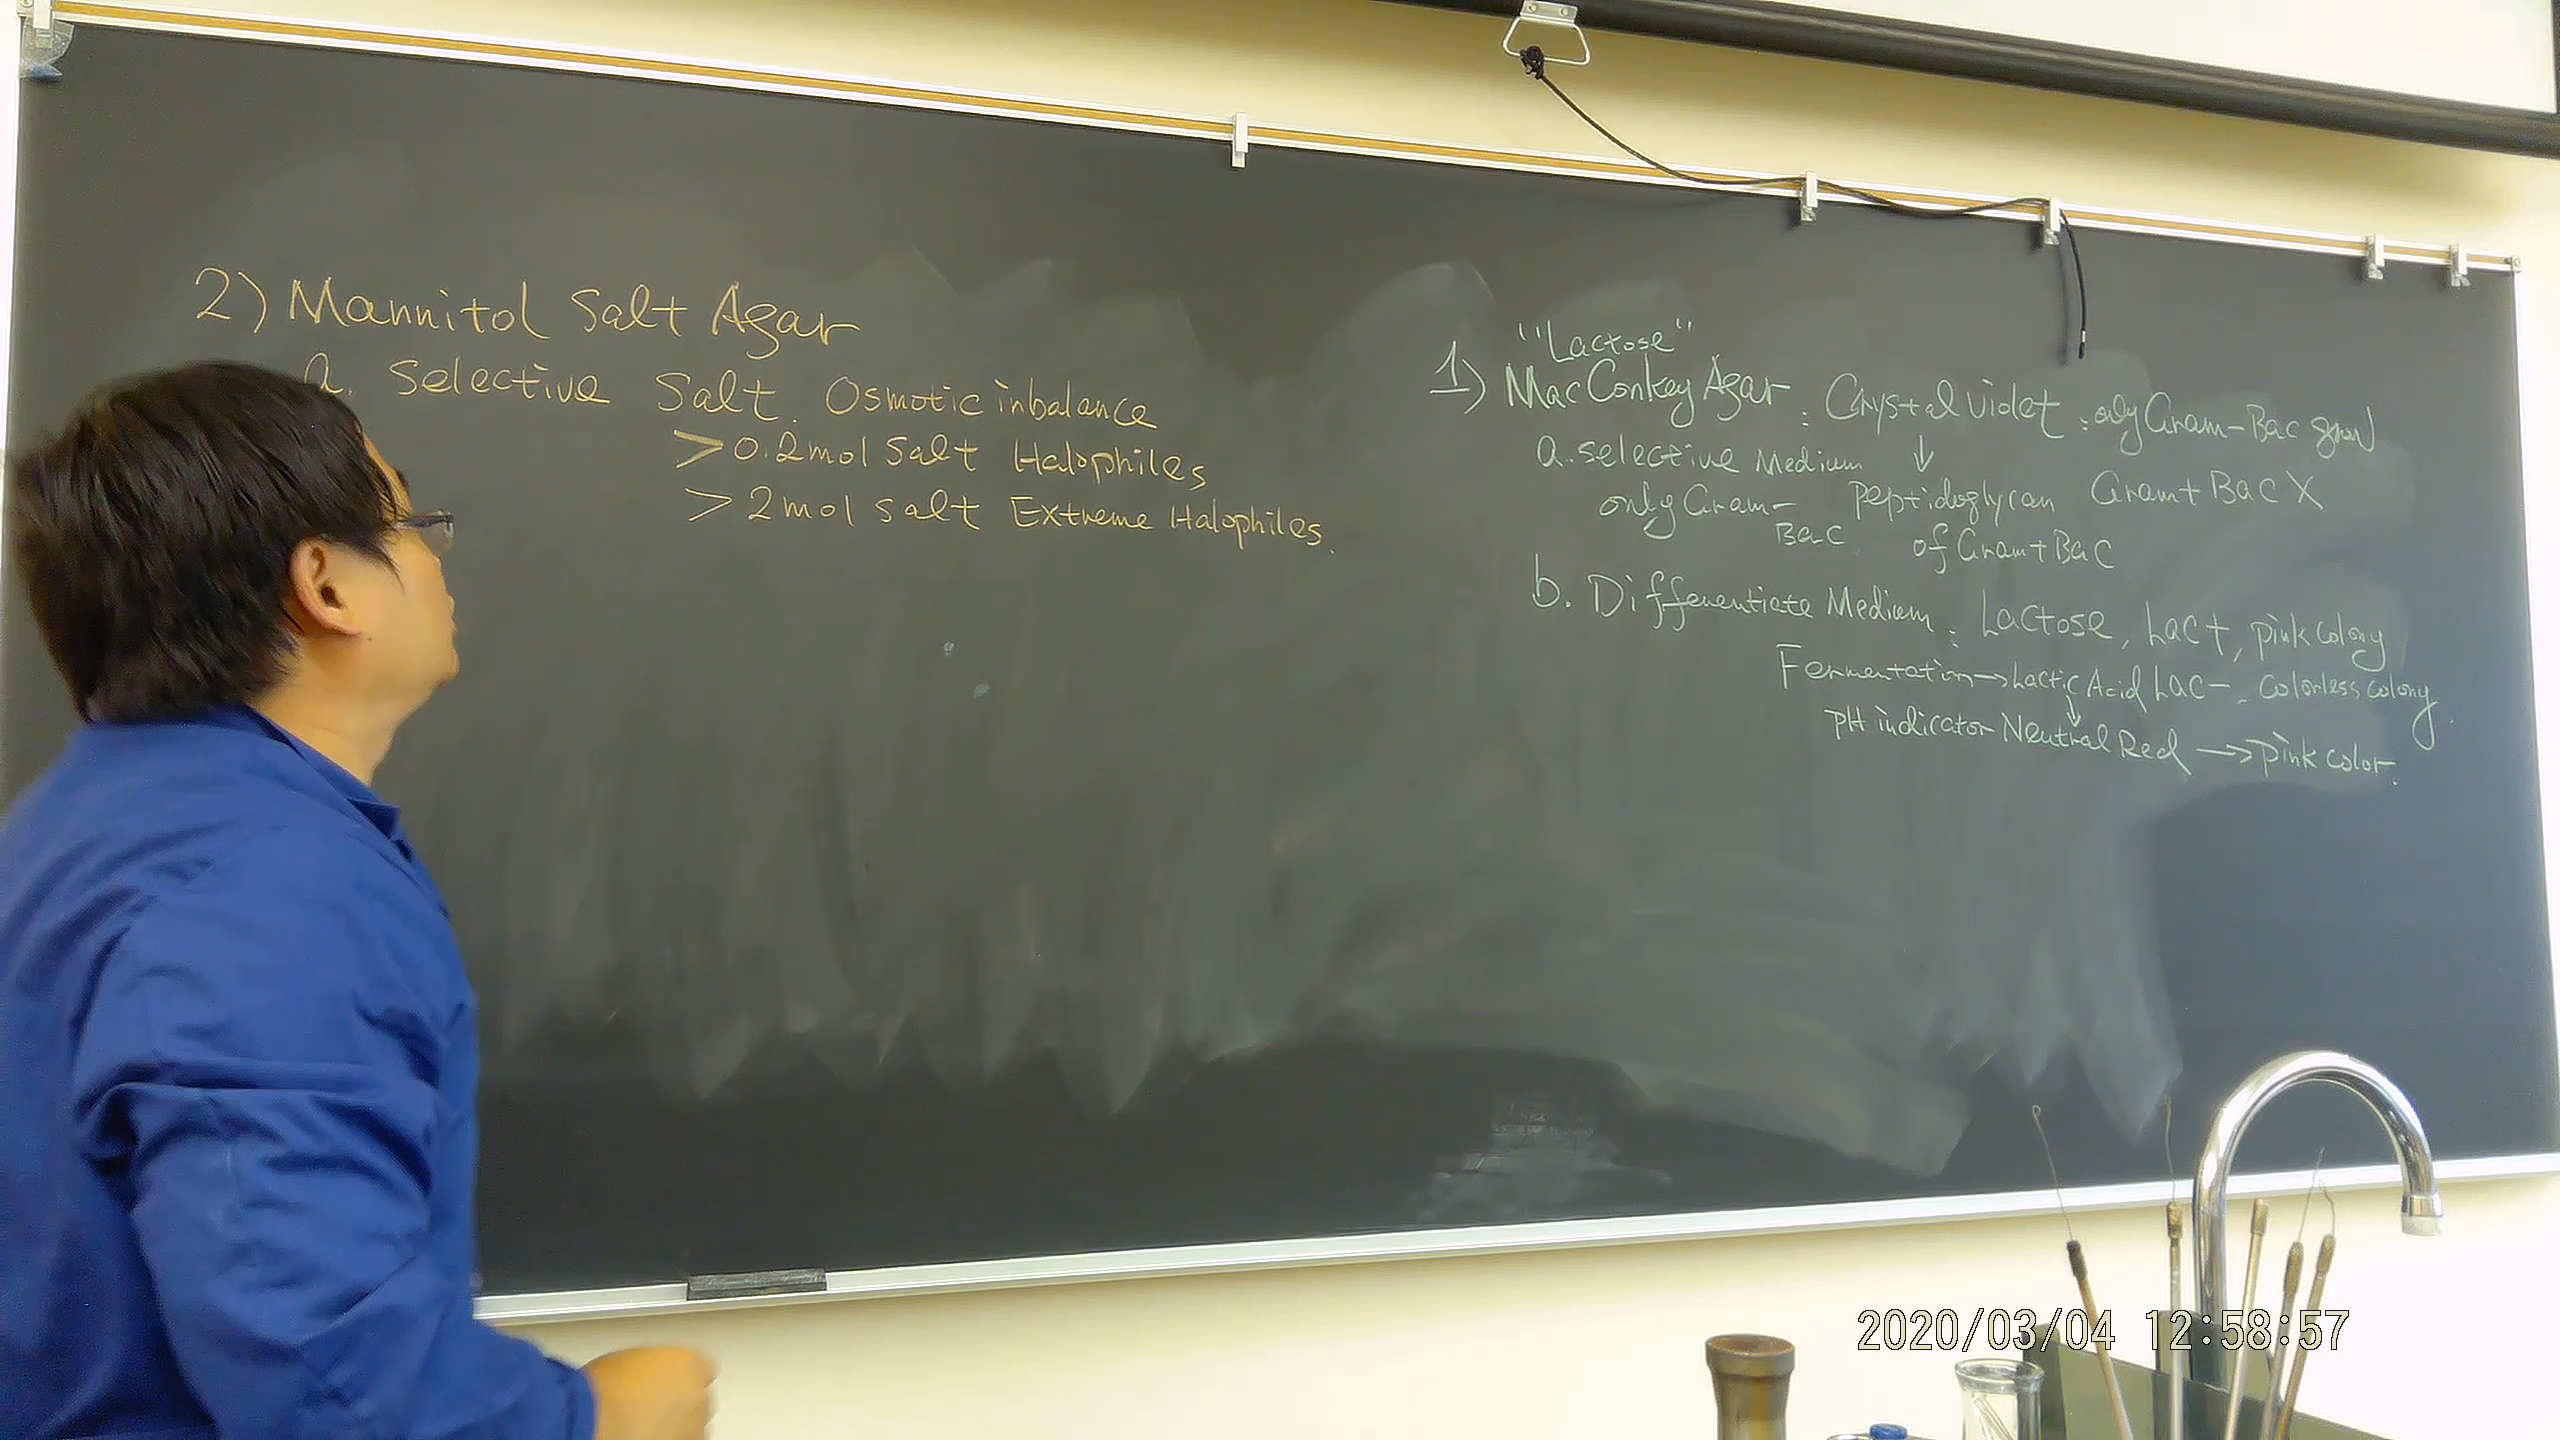 2) Mannitol Salt Agar
a. Selective Salt. Osmotic inbalance
>0.2mol Salt Halophiles
>2mol salt Extreme Halophiles.
"Lactose"
1) MacConkey Agar: Crystal Violet: only Gram-Bac grow
a. selective Medium ↓
only Gram- Peptidoglycan Gram+ Bac X
Bac of Gram+ Bac
b. Differentiate Medium: Lactose, Lac+, pink colony
Fermentation→Lactic Acid Lac-, Colorless colony.
↓
PH indicator Neutral Red → pink color.
2020/03/04 12:58:57